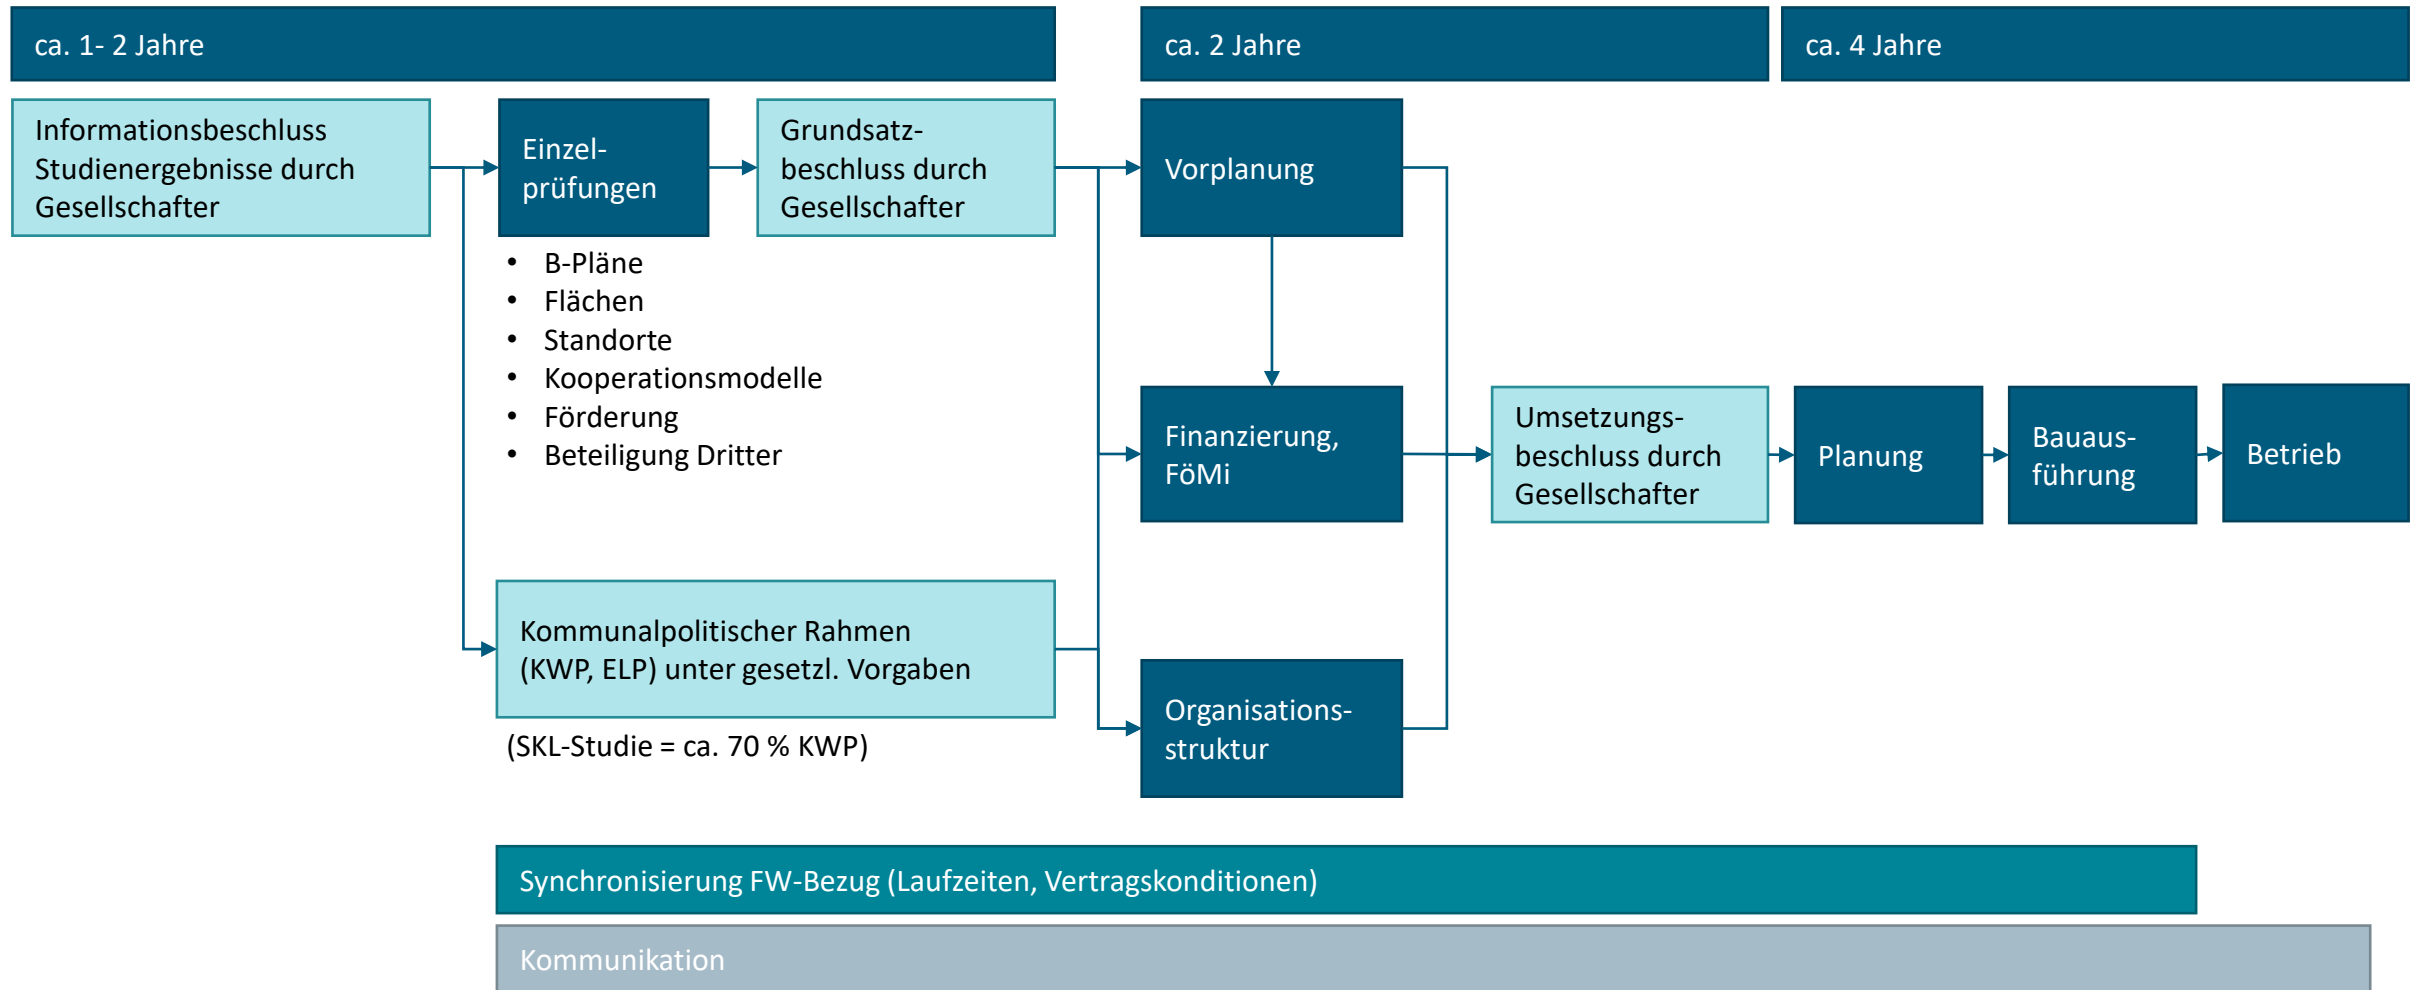 ca. 1- 2 Jahre
ca. 2 Jahre
ca. 4 Jahre
Informationsbeschluss
Studienergebnisse durch
Gesellschafter
Einzel-
prüfungen
Grundsatz-
beschluss durch
Gesellschafter
Vorplanung
• B-Pläne
• Flächen
• Standorte
• Kooperationsmodelle
• Förderung
• Beteiligung Dritter
Finanzierung,
FöMi
Umsetzungs-
beschluss durch
Gesellschafter
Planung
Bauaus-
führung
Betrieb
Kommunalpolitischer Rahmen
(KWP, ELP) unter gesetzl. Vorgaben
(SKL-Studie = ca. 70 % KWP)
Organisations-
struktur
Synchronisierung FW-Bezug (Laufzeiten, Vertragskonditionen)
Kommunikation